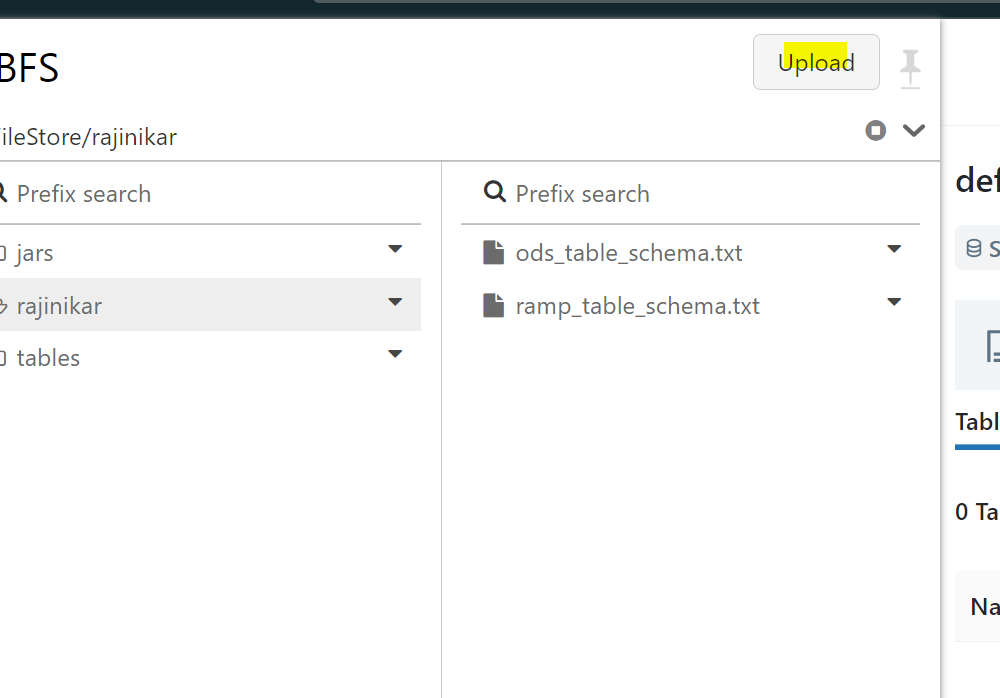 BFS
Upload
ileStore/rajinikar
Prefix search
Prefix search
jars
rajinikar
tables
ods_table_schema.txt
ramp_table_schema.txt
def
S
Tabl
0 Ta
Na